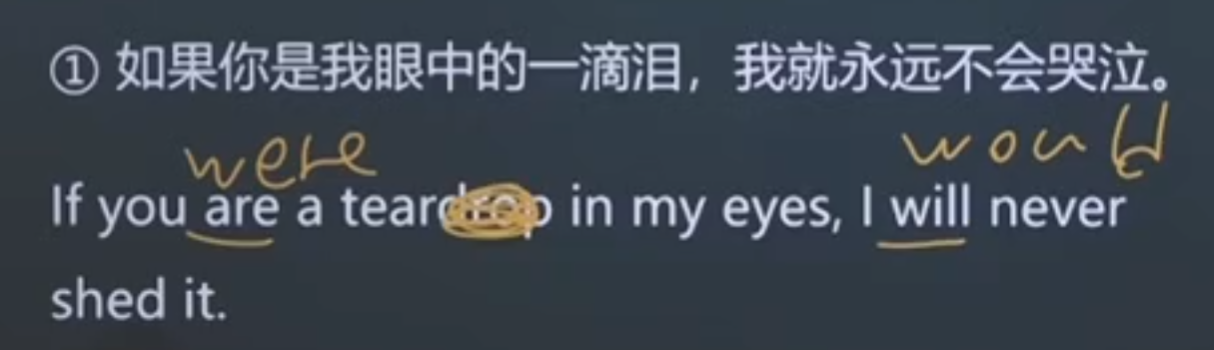 ① 如果你是我眼中的一滴泪，我就永远不会哭泣。
were would
If you are a teardrop in my eyes, I will never
shed it.